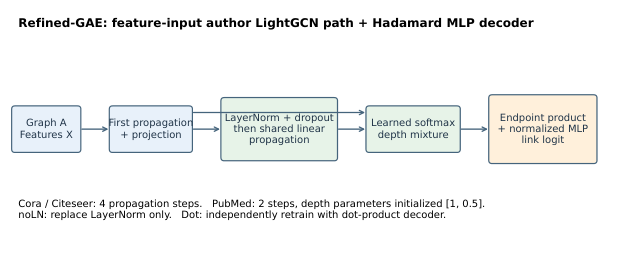 Refined-GAE: feature-input author LightGCN path + Hadamard MLP decoder
Graph A
Features X
First propagation
+ projection
LayerNorm + dropout
then shared linear
propagation
Learned softmax
depth mixture
Endpoint product
+ normalized MLP
link logit
Cora / Citeseer: 4 propagation steps.   PubMed: 2 steps, depth parameters initialized [1, 0.5].
noLN: replace LayerNorm only.   Dot: independently retrain with dot-product decoder.